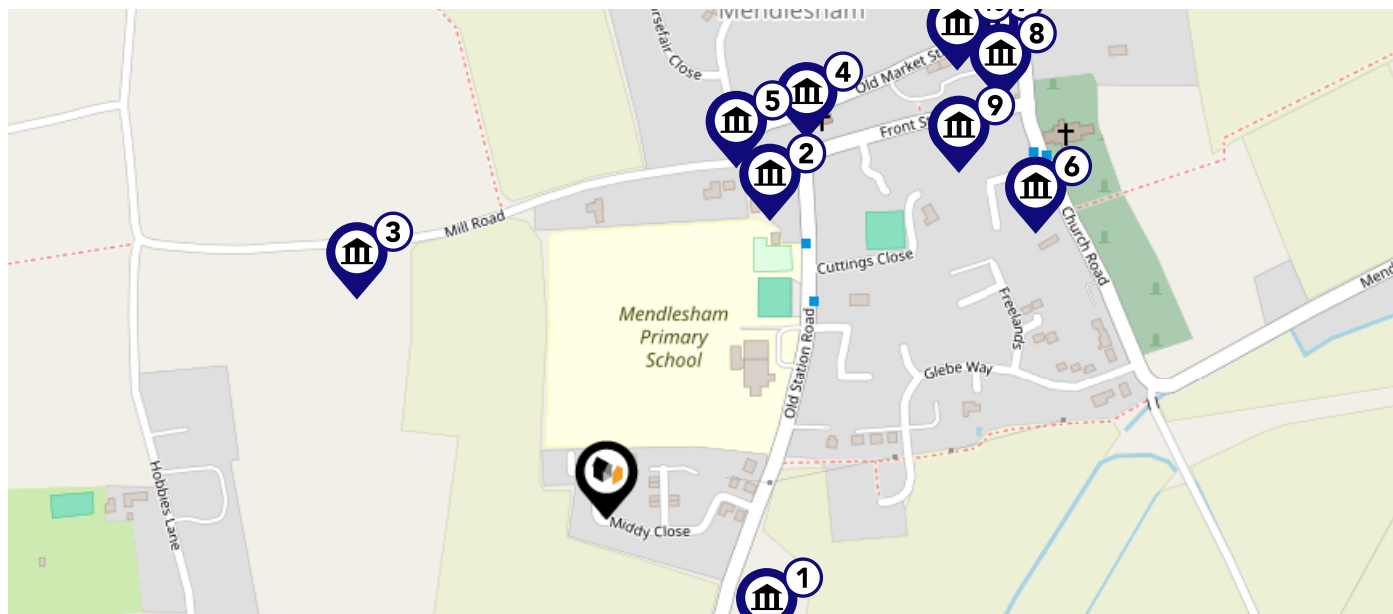 Mendlesham
8
4
Old Market St
5
9
Front S
2
6
3
Mill Road
Church Road
Cuttings Close
Mendlesham
Primary
School
Freelands
Old Station Road
Glebe Way
Hobbies Lane
Middy Close
1